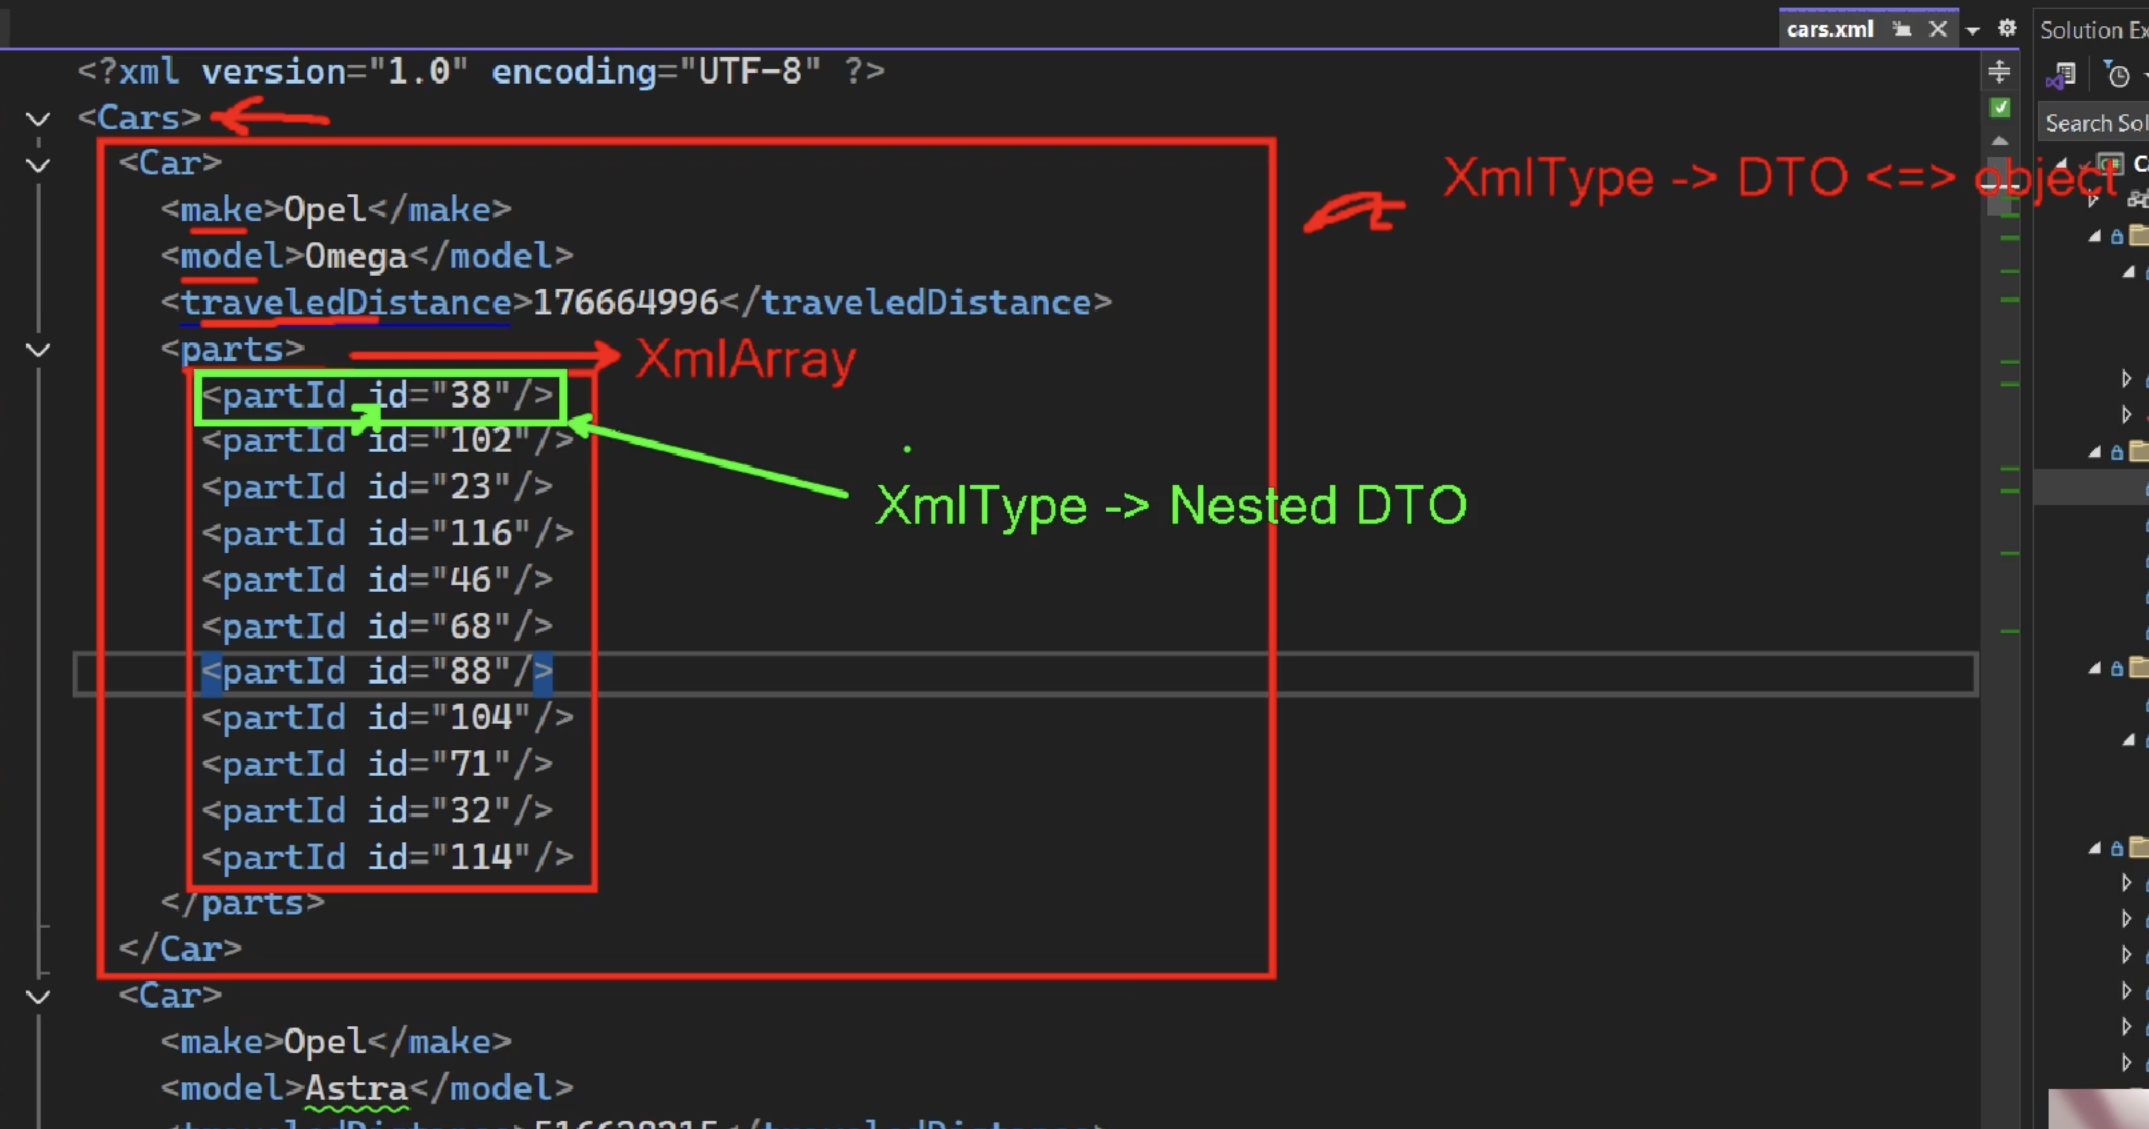 cars.xml
Solution Ex
<?xml version="1.0" encoding="UTF-8" ?>
<Cars>
Search Sol
<Car>
XmlType -> DTO <=> object
<make>Opel</make>
<model>Omega</model>
<traveledDistance>176664996</traveledDistance>
<parts>
XmlArray
<partId id="38"/>
<partId id="102"/>
<partId id="23"/>
XmlType -> Nested DTO
<partId id="116"/>
<partId id="46"/>
<partId id="68"/>
<partId id="88"/>
<partId id="104"/>
<partId id="71"/>
<partId id="32"/>
<partId id="114"/>
</parts>
</Car>
<Car>
<make>Opel</make>
<model>Astra</model>